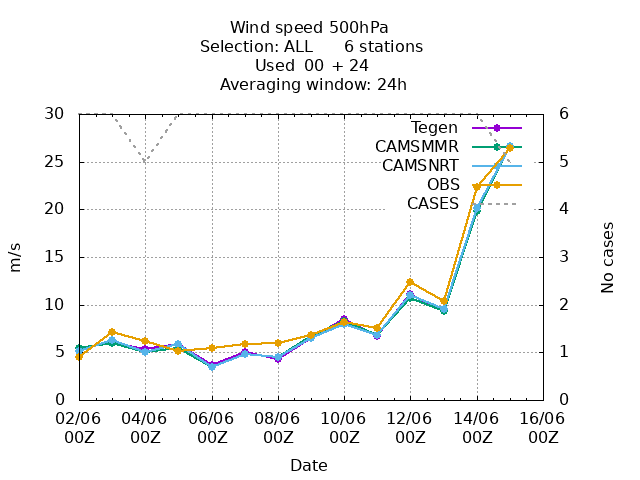 Wind speed 500hPa
Selection: ALL 6 stations
Used 00 + 24
Averaging window: 24h
30 6
Tegen
CAMSMMR
25 5
CAMSNRT
OBS
CASES
20 4
15 3
m/s
No cases
10 2
5 1
0 0
02/06 04/06 06/06 08/06 10/06 12/06 14/06 16/06
00Z 00Z 00Z 00Z 00Z 00Z 00Z 00Z
Date